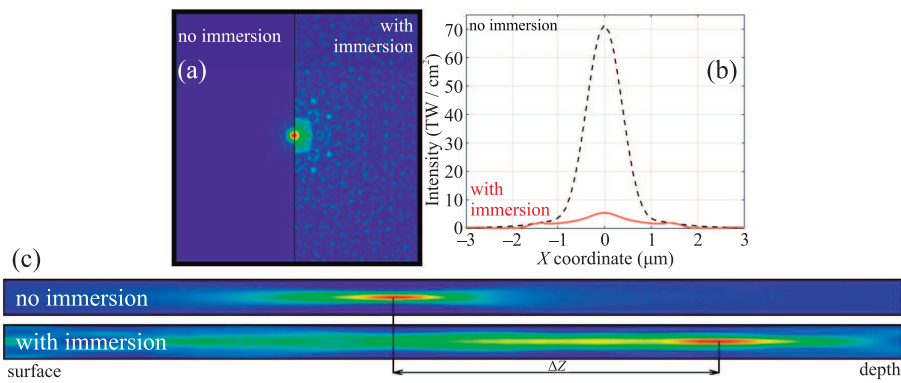 no immersion
with
immersion
(a)
no immersion
(b)
with
immersion
Intensity (TW / cm²)
70
60
50
40
30
20
10
0
−3
−2
−1
0
1
2
3
X coordinate (μm)
(c)
no immersion
with immersion
surface
ΔZ
depth